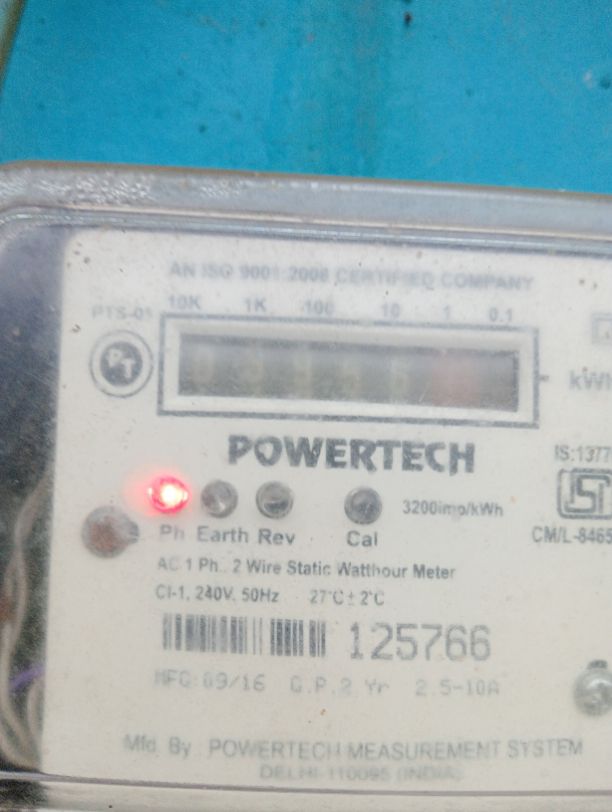 AN ISO 9001:2008 CERTIFIED COMPANY
10K 1K 100 10 1 0.1
PTS-01
PT
kWh
POWERTECH
IS:1377
3200imp/kWh
Ph Earth Rev Cal
CM/L-8465
AC 1 Ph.. 2 Wire Static Watthour Meter
Cl-1, 240V, 50Hz 27°C ± 2°C
125766
MFG:09/16 G.P.2 Yr 2.5-10A
Mfd. By : POWERTECH MEASUREMENT SYSTEM
DELHI-110095 (INDIA)